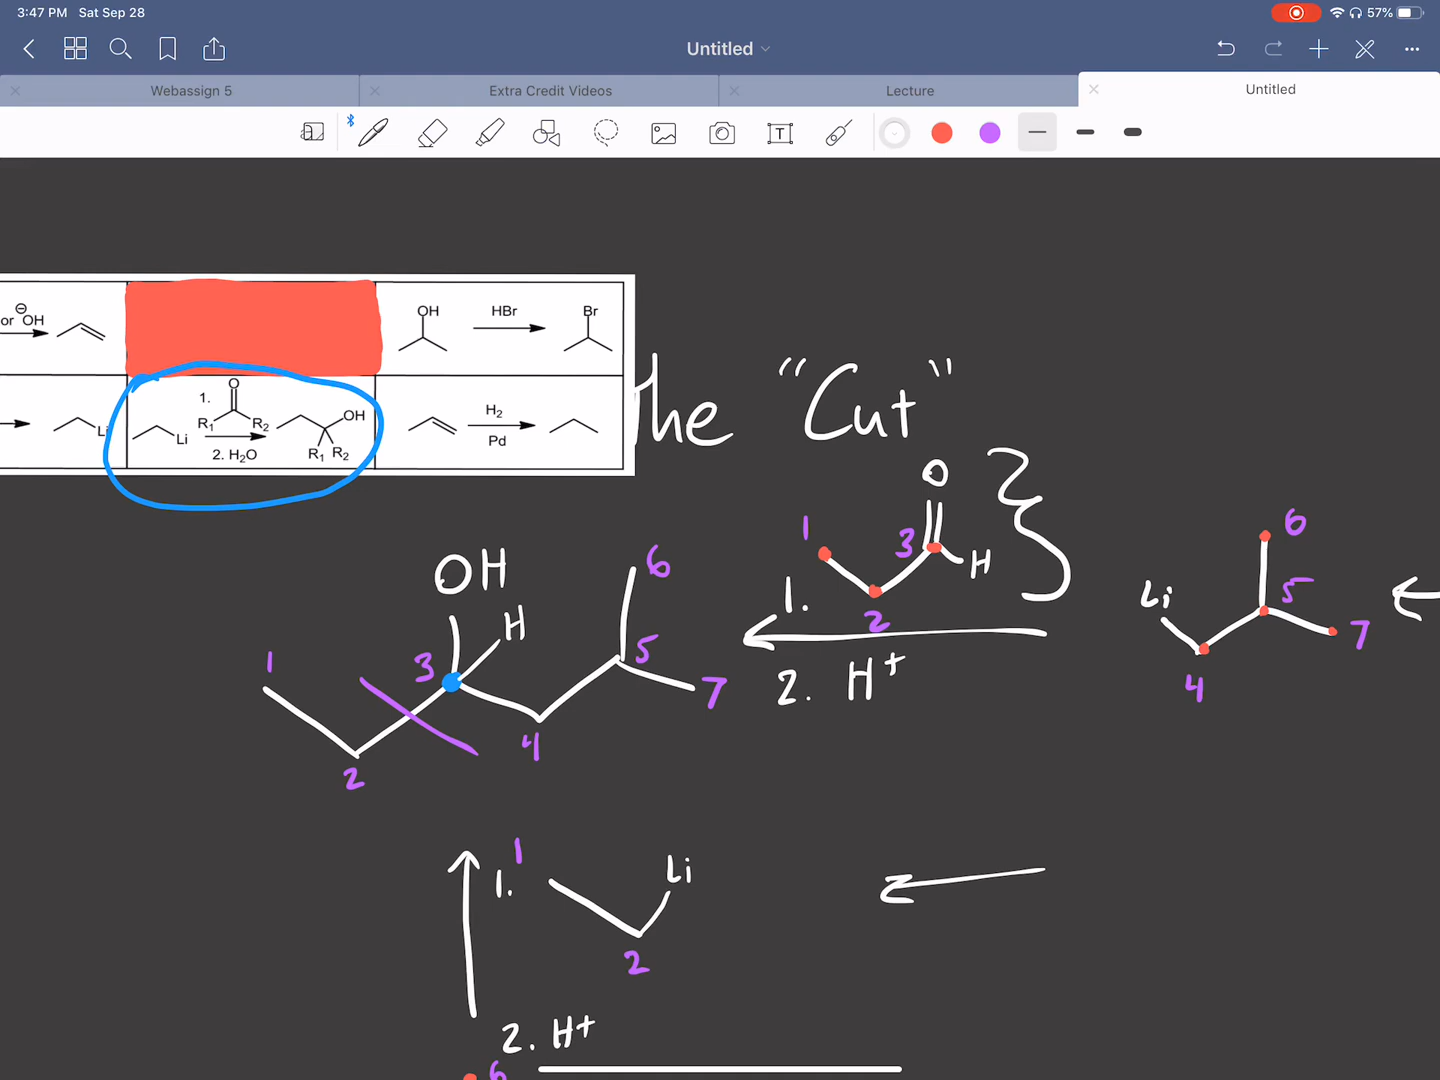 3:47 PM Sat Sep 28
57%
Untitled
Webassign 5
Extra Credit Videos
Lecture
Untitled
T
or ⊖OH
OH
HBr
Br
Li
1.
O
R1 R2
Li
2. H2O
OH
R1 R2
H2
Pd
The "Cut"
O
1
3
H
1.
2
2. H+
6
Li
5
7
4
OH
H
6
1
3
5
7
4
2
1
1.
Li
2
2. H+
6